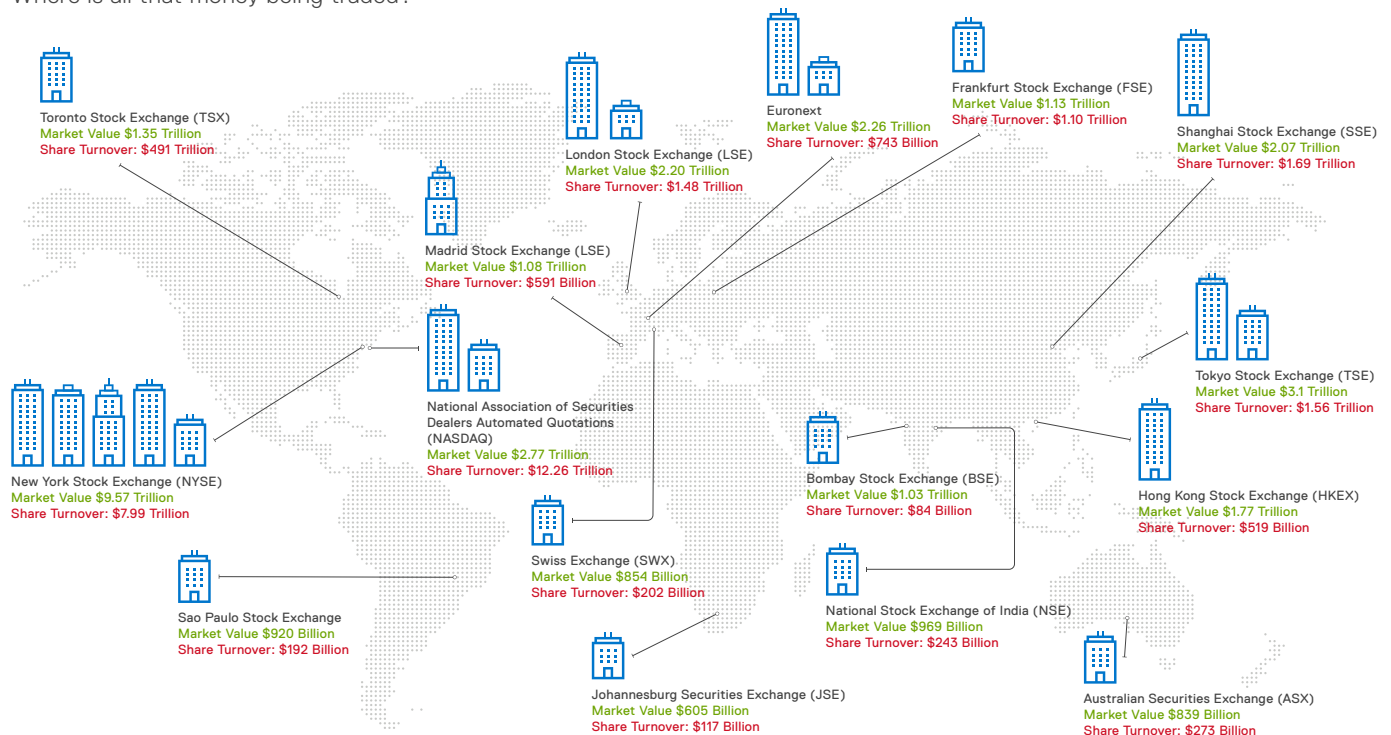 Where is all that money being traded?
Toronto Stock Exchange (TSX)
Market Value $1.35 Trillion
Share Turnover: $491 Trillion
London Stock Exchange (LSE)
Market Value $2.20 Trillion
Share Turnover: $1.48 Trillion
Euronext
Market Value $2.26 Trillion
Share Turnover: $743 Billion
Frankfurt Stock Exchange (FSE)
Market Value $1.13 Trillion
Share Turnover: $1.10 Trillion
Shanghai Stock Exchange (SSE)
Market Value $2.07 Trillion
Share Turnover: $1.69 Trillion
Madrid Stock Exchange (LSE)
Market Value $1.08 Trillion
Share Turnover: $591 Billion
Tokyo Stock Exchange (TSE)
Market Value $3.1 Trillion
Share Turnover: $1.56 Trillion
National Association of Securities
Dealers Automated Quotations
(NASDAQ)
Market Value $2.77 Trillion
Share Turnover: $12.26 Trillion
New York Stock Exchange (NYSE)
Market Value $9.57 Trillion
Share Turnover: $7.99 Trillion
Bombay Stock Exchange (BSE)
Market Value $1.03 Trillion
Share Turnover: $84 Billion
Hong Kong Stock Exchange (HKEX)
Market Value $1.77 Trillion
Share Turnover: $519 Billion
Swiss Exchange (SWX)
Market Value $854 Billion
Share Turnover: $202 Billion
Sao Paulo Stock Exchange
Market Value $920 Billion
Share Turnover: $192 Billion
National Stock Exchange of India (NSE)
Market Value $969 Billion
Share Turnover: $243 Billion
Johannesburg Securities Exchange (JSE)
Market Value $605 Billion
Share Turnover: $117 Billion
Australian Securities Exchange (ASX)
Market Value $839 Billion
Share Turnover: $273 Billion